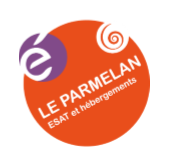 é
LE PARMELAN
ESAT et hébergements